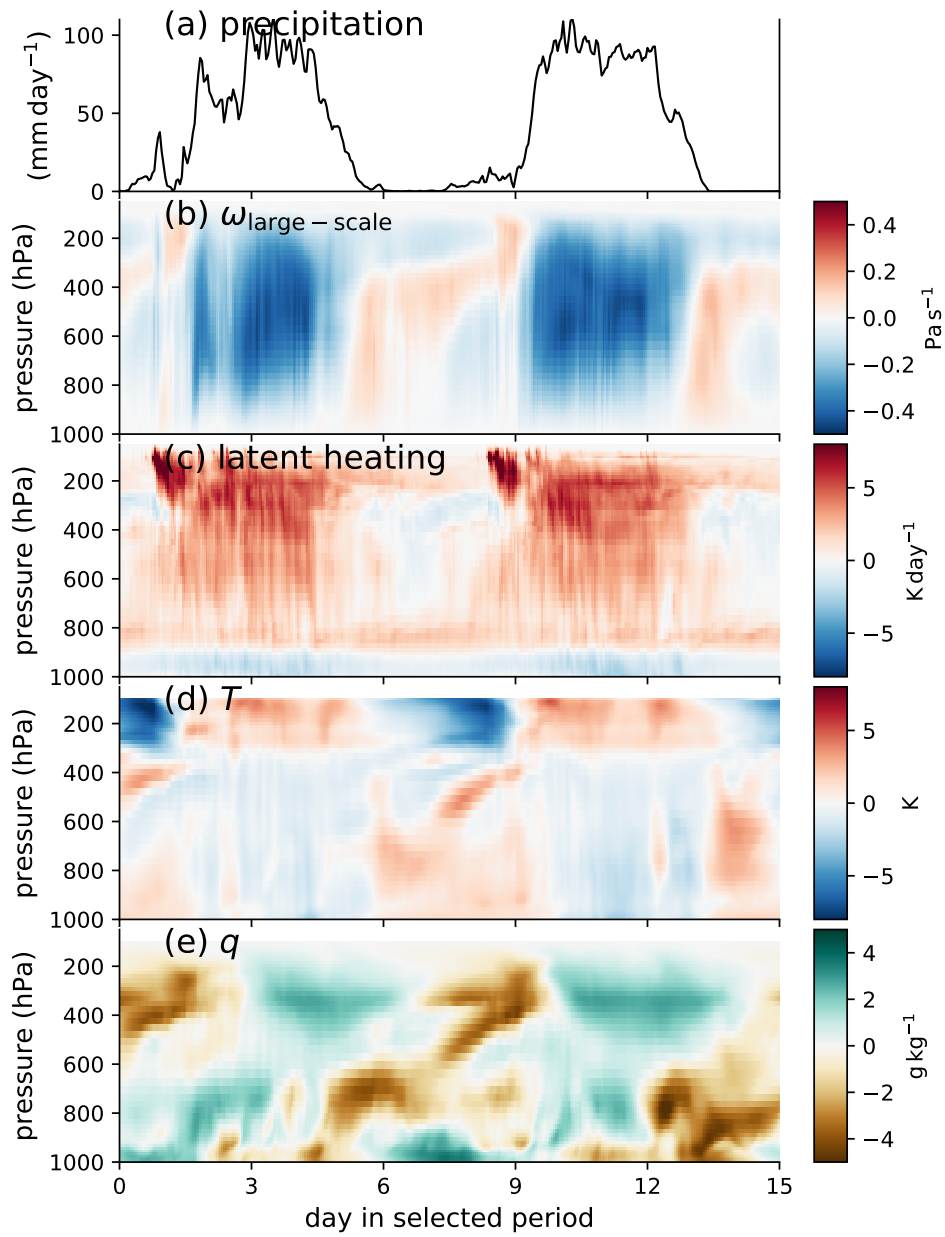 (a) precipitation
100
50
0
(mm day⁻¹)
(b) ω_large−scale
200
400
600
800
1000
pressure (hPa)
0.4
0.2
0.0
−0.2
−0.4
Pa s⁻¹
(c) latent heating
200
400
600
800
1000
pressure (hPa)
5
0
−5
K day⁻¹
(d) T
200
400
600
800
1000
pressure (hPa)
5
0
−5
K
(e) q
200
400
600
800
1000
pressure (hPa)
4
2
0
−2
−4
g kg⁻¹
0 3 6 9 12 15
day in selected period